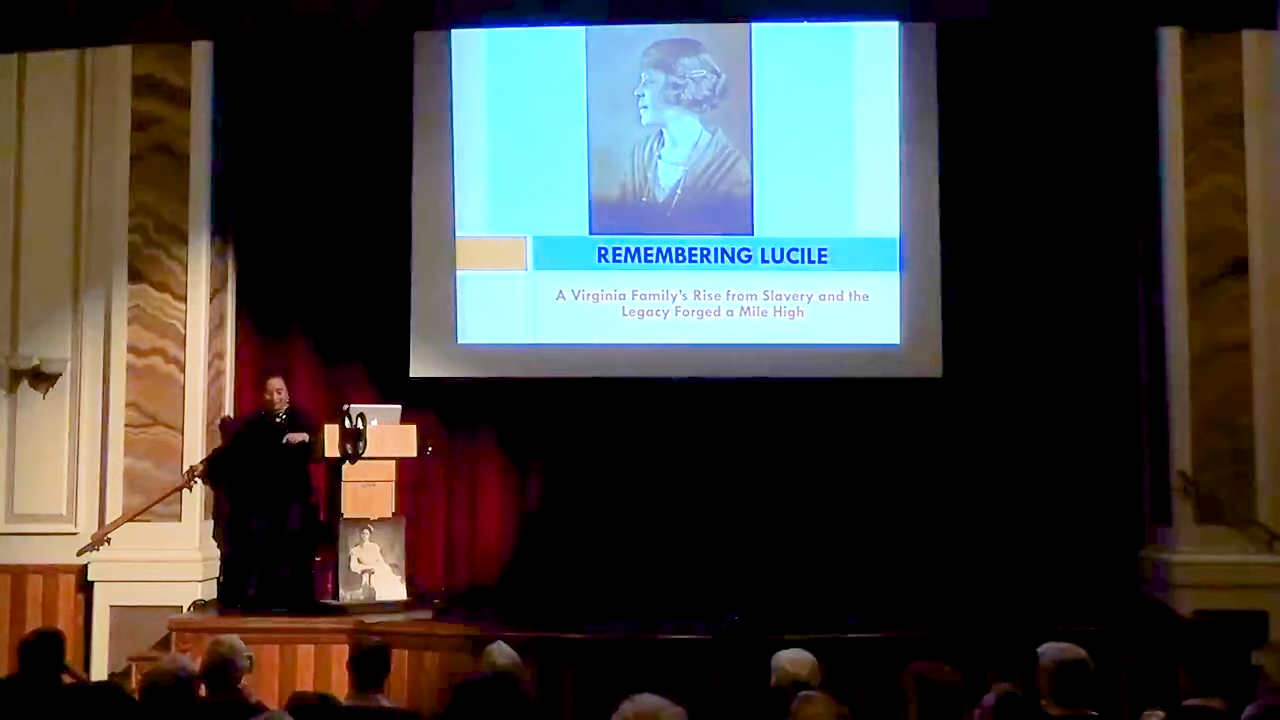 REMEMBERING LUCILE
A Virginia Family's Rise from Slavery and the
Legacy Forged a Mile High